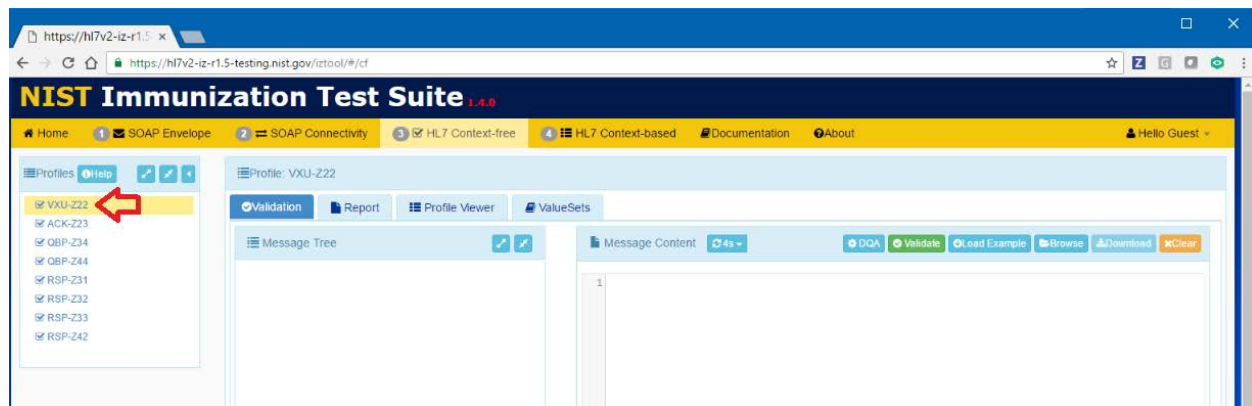 https://hl7v2-iz-r1.5
https://hl7v2-iz-r1.5-testing.nist.gov/iztool/#/cf
NIST Immunization Test Suite 1.4.0
Home 1 SOAP Envelope 2 SOAP Connectivity 3 HL7 Context-free 4 HL7 Context-based Documentation About Hello Guest
Profiles Help Profile: VXU-Z22
VXU-Z22 Validation Report Profile Viewer ValueSets
ACK-Z23
QBP-Z34 Message Tree Message Content 4s DQA Validate Load Example Browse Download Clear
QBP-Z44
RSP-Z31 1
RSP-Z32
RSP-Z33
RSP-Z42